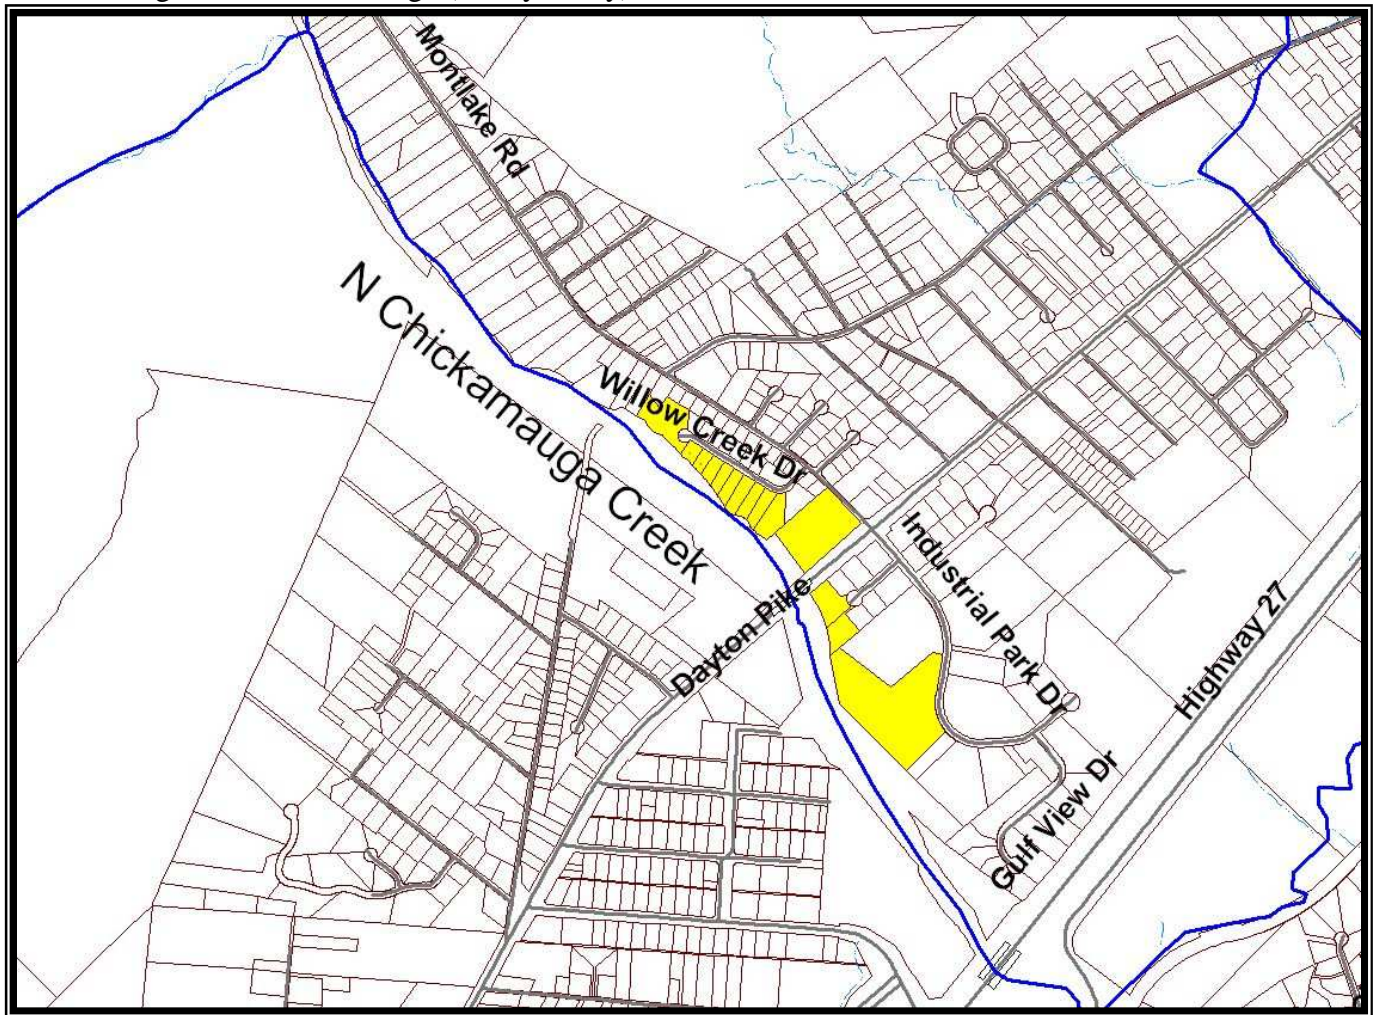 Montlake Rd
N Chickamauga Creek
Willow Creek Dr
Industrial Park Dr
Dayton Pike
Highway 27
Gulf View Dr